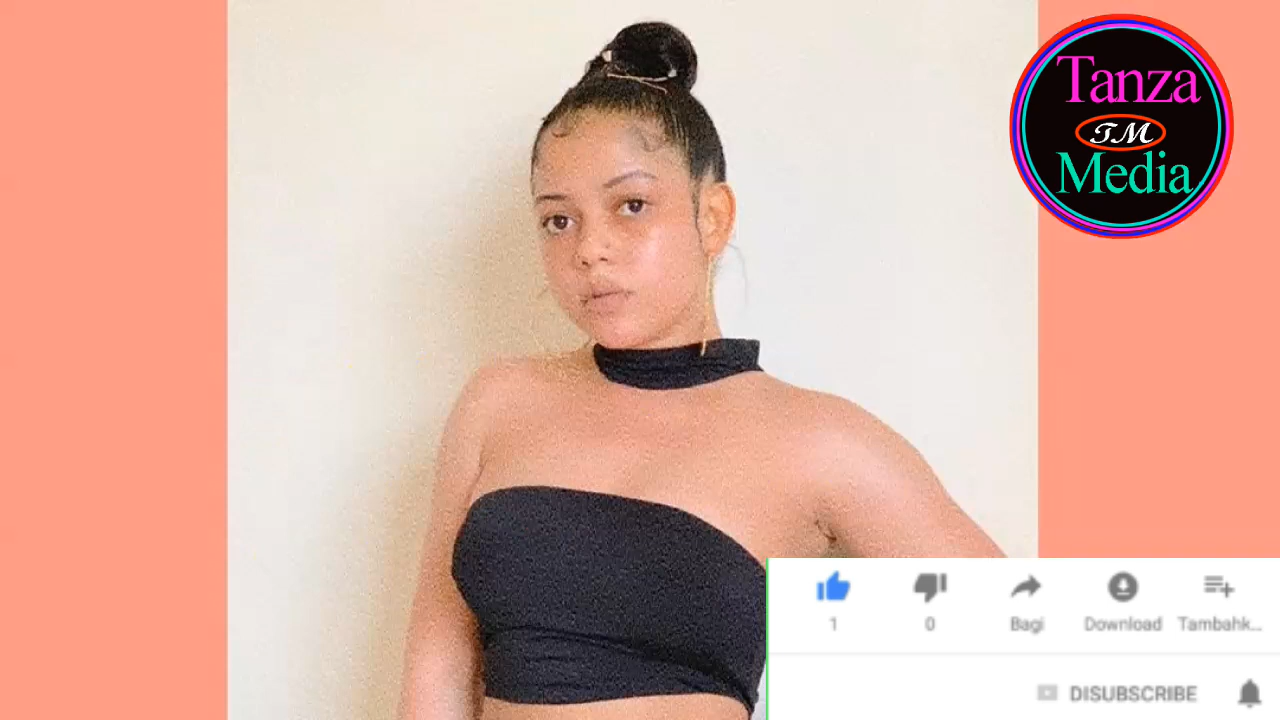 Tanza
TM
Media
1
0
Bagi
Download
Tambahk...
DISUBSCRIBE